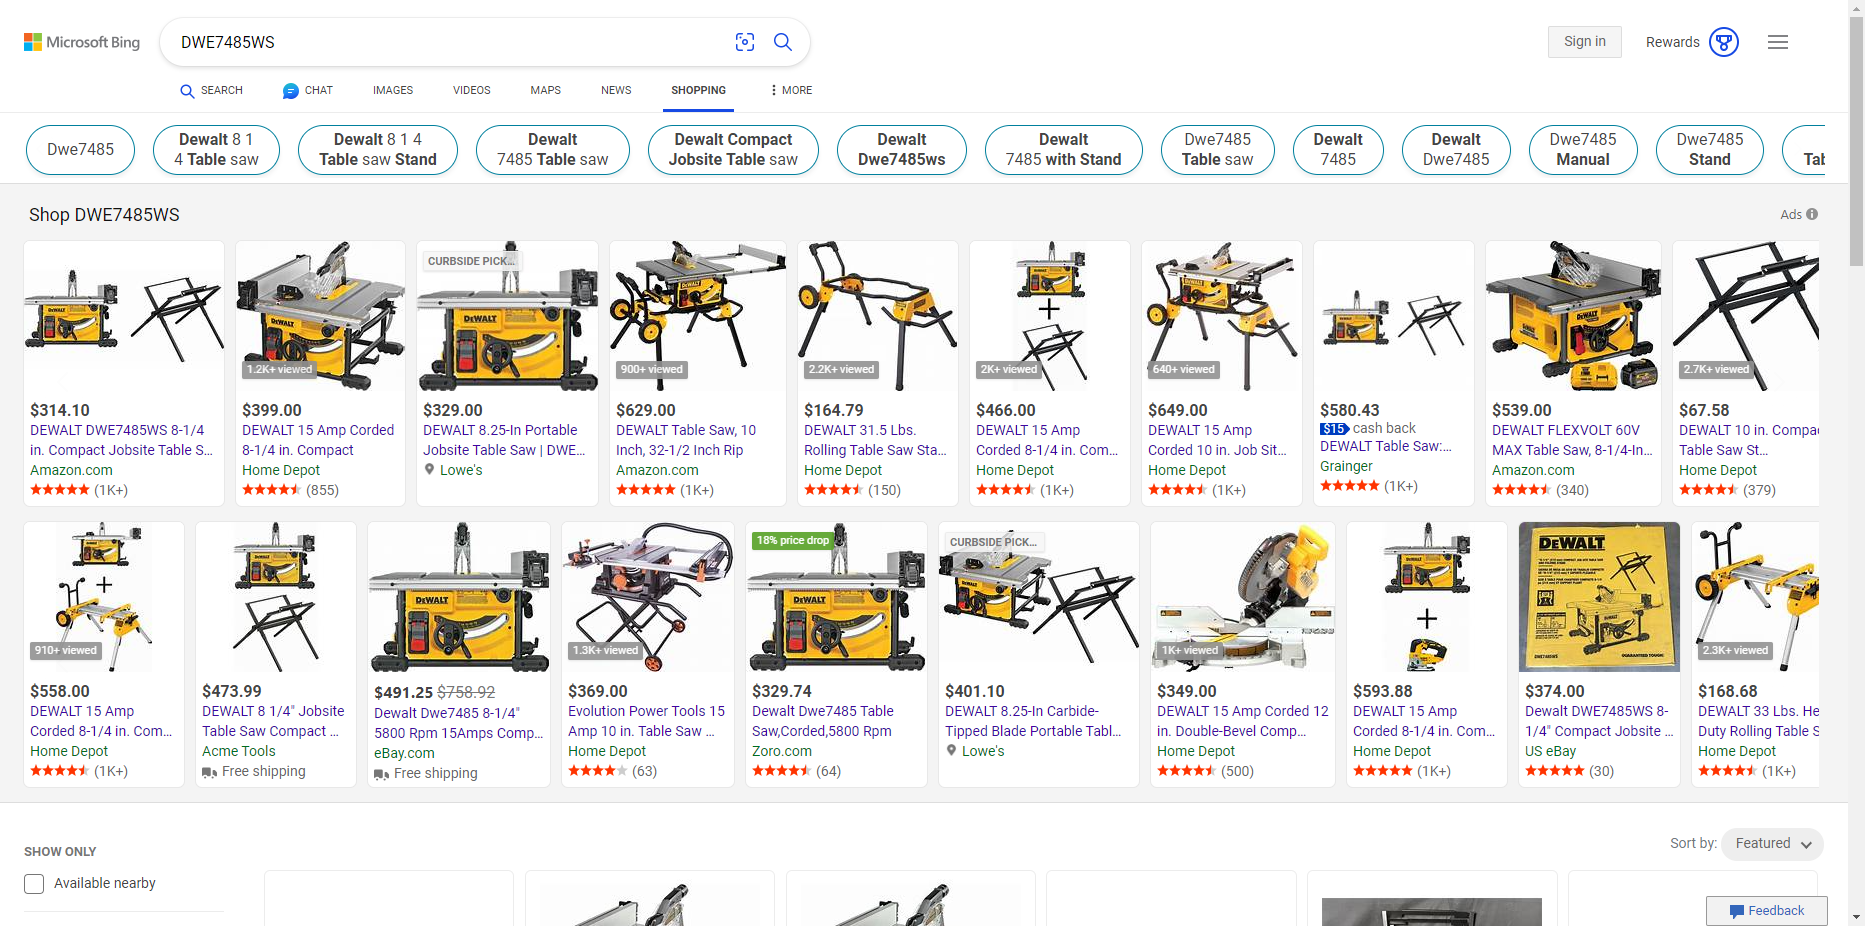 Microsoft Bing
DWE7485WS
Sign in
Rewards
SEARCH
CHAT
IMAGES
VIDEOS
MAPS
NEWS
SHOPPING
MORE
Dwe7485
Dewalt 8 1
4 Table saw
Dewalt 8 1 4
Table saw Stand
Dewalt
7485 Table saw
Dewalt Compact
Jobsite Table saw
Dewalt
Dwe7485ws
Dewalt
7485 with Stand
Dwe7485
Table saw
Dewalt
7485
Dewalt
Dwe7485
Dwe7485
Manual
Dwe7485
Stand
Tab
Shop DWE7485WS
Ads
$314.10
DEWALT DWE7485WS 8-1/4
in. Compact Jobsite Table S...
Amazon.com
(1K+)
1.2K+ viewed
$399.00
DEWALT 15 Amp Corded
8-1/4 in. Compact
Home Depot
(855)
CURBSIDE PICK...
DEWALT
$329.00
DEWALT 8.25-In Portable
Jobsite Table Saw | DWE...
Lowe's
900+ viewed
$629.00
DEWALT Table Saw, 10
Inch, 32-1/2 Inch Rip
Amazon.com
(1K+)
2.2K+ viewed
$164.79
DEWALT 31.5 Lbs.
Rolling Table Saw Sta...
Home Depot
(150)
2K+ viewed
$466.00
DEWALT 15 Amp
Corded 8-1/4 in. Com...
Home Depot
(1K+)
640+ viewed
$649.00
DEWALT 15 Amp
Corded 10 in. Job Sit...
Home Depot
(1K+)
$580.43
$15 cash back
DEWALT Table Saw:...
Grainger
(1K+)
$539.00
DEWALT FLEXVOLT 60V
MAX Table Saw, 8-1/4-In...
Amazon.com
(340)
2.7K+ viewed
$67.58
DEWALT 10 in. Compac
Table Saw St...
Home Depot
(379)
910+ viewed
$558.00
DEWALT 15 Amp
Corded 8-1/4 in. Com...
Home Depot
(1K+)
$473.99
DEWALT 8 1/4" Jobsite
Table Saw Compact ...
Acme Tools
Free shipping
DEWALT
$491.25 $758.92
Dewalt Dwe7485 8-1/4"
5800 Rpm 15Amps Comp...
eBay.com
Free shipping
1.3K+ viewed
$369.00
Evolution Power Tools 15
Amp 10 in. Table Saw ...
Home Depot
(63)
18% price drop
DEWALT
$329.74
Dewalt Dwe7485 Table
Saw,Corded,5800 Rpm
Zoro.com
(64)
CURBSIDE PICK...
$401.10
DEWALT 8.25-In Carbide-
Tipped Blade Portable Tabl...
Lowe's
1K+ viewed
$349.00
DEWALT 15 Amp Corded 12
in. Double-Bevel Comp...
Home Depot
(500)
$593.88
DEWALT 15 Amp
Corded 8-1/4 in. Com...
Home Depot
(1K+)
DEWALT
GUARANTEED TOUGH
$374.00
Dewalt DWE7485WS 8-
1/4" Compact Jobsite ...
US eBay
(30)
2.3K+ viewed
$168.68
DEWALT 33 Lbs. He
Duty Rolling Table S
Home Depot
(1K+)
Sort by: Featured
SHOW ONLY
Available nearby
Feedback